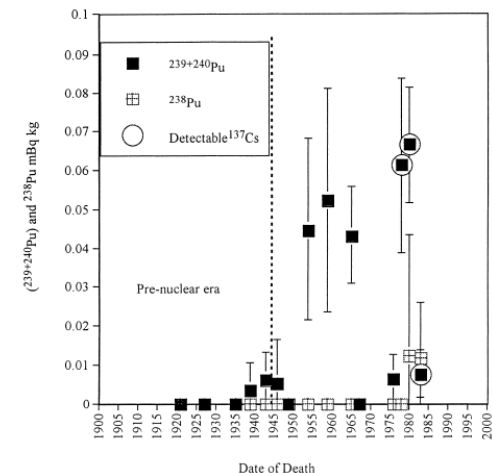 0.1
0.09
0.08
0.07
0.06
0.05
0.04
0.03
0.02
0.01
0
(²³⁹⁺²⁴⁰Pu) and ²³⁸Pu mBq kg
²³⁹⁺²⁴⁰Pu
²³⁸Pu
Detectable¹³⁷Cs
Pre-nuclear era
1900 1905 1910 1915 1920 1925 1930 1935 1940 1945 1950 1955 1960 1965 1970 1975 1980 1985 1990 1995 2000
Date of Death